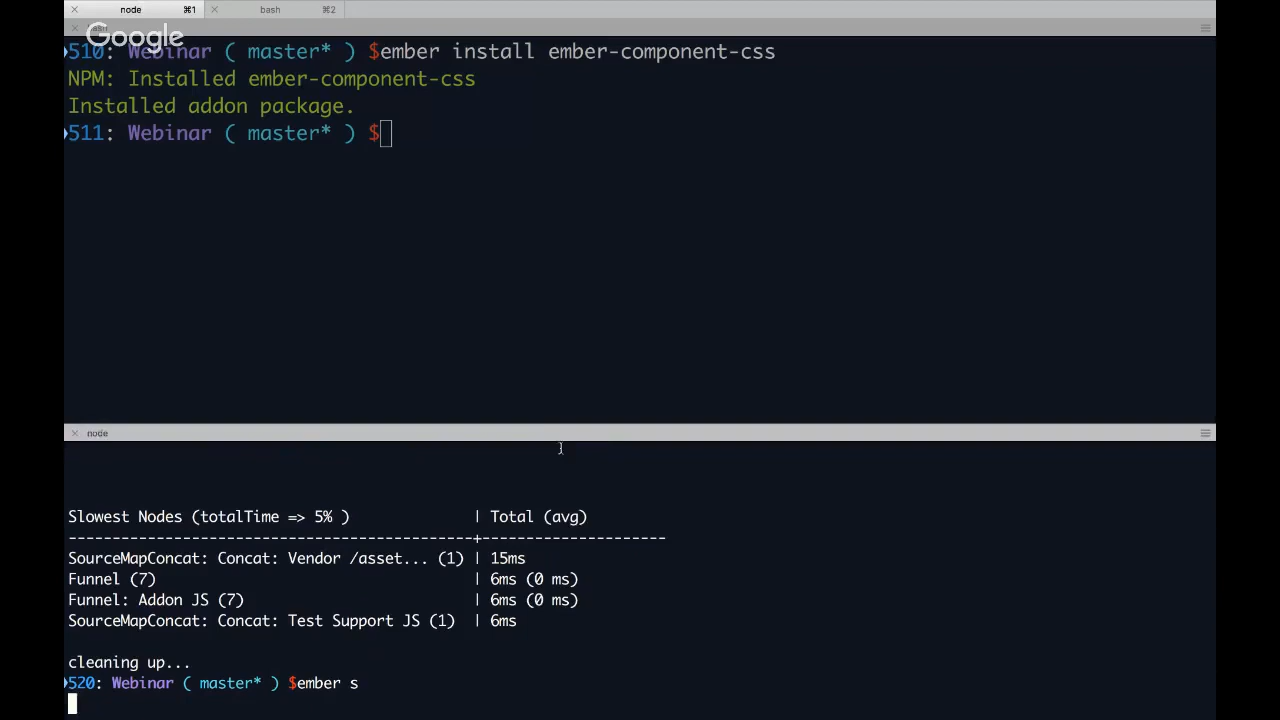 node ⌘1 bash ⌘2
bash
Google
510: Webinar ( master* ) $ember install ember-component-css
NPM: Installed ember-component-css
Installed addon package.
511: Webinar ( master* ) $
node
Slowest Nodes (totalTime => 5% ) | Total (avg)
----------------------------------------------+---------------------
SourceMapConcat: Concat: Vendor /asset... (1) | 15ms
Funnel (7) | 6ms (0 ms)
Funnel: Addon JS (7) | 6ms (0 ms)
SourceMapConcat: Concat: Test Support JS (1) | 6ms
cleaning up...
520: Webinar ( master* ) $ember s